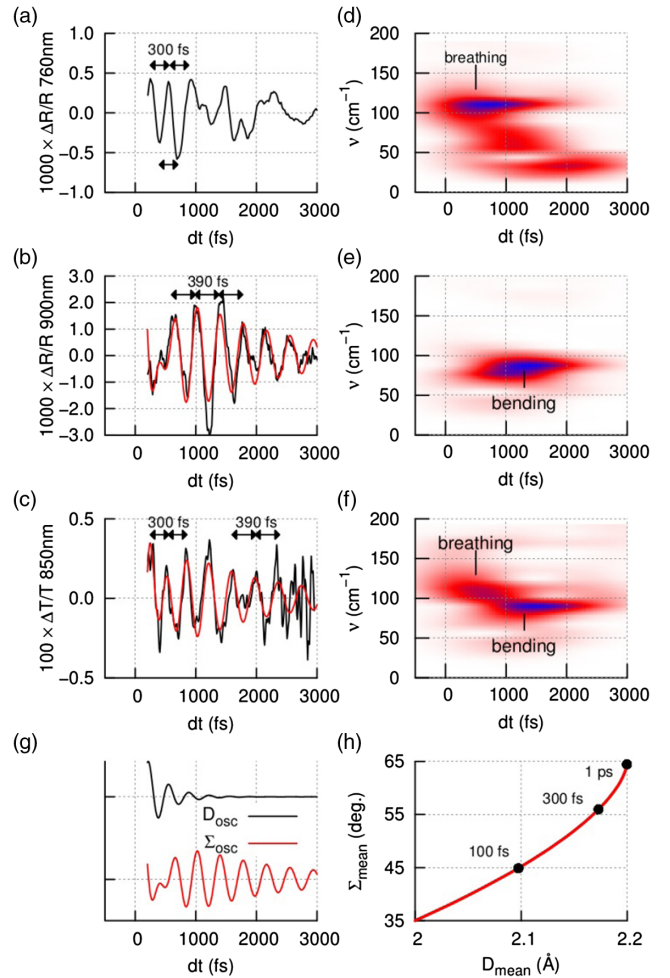 (a)
1000 × ΔR/R 760nm
1.0
0.5
0.0
−0.5
−1.0
300 fs
0 1000 2000 3000
dt (fs)
(d)
ν (cm⁻¹)
200
150
100
50
0
breathing
0 1000 2000 3000
dt (fs)
(b)
1000 × ΔR/R 900nm
3.0
2.0
1.0
0.0
−1.0
−2.0
−3.0
390 fs
0 1000 2000 3000
dt (fs)
(e)
ν (cm⁻¹)
200
150
100
50
0
bending
0 1000 2000 3000
dt (fs)
(c)
100 × ΔT/T 850nm
0.5
0.0
−0.5
300 fs 390 fs
0 1000 2000 3000
dt (fs)
(f)
ν (cm⁻¹)
200
150
100
50
0
breathing
bending
0 1000 2000 3000
dt (fs)
(g)
D_osc
Σ_osc
0 1000 2000 3000
dt (fs)
(h)
Σ_mean (deg.)
65
55
45
35
1 ps
300 fs
100 fs
2 2.1 2.2
D_mean (Å)